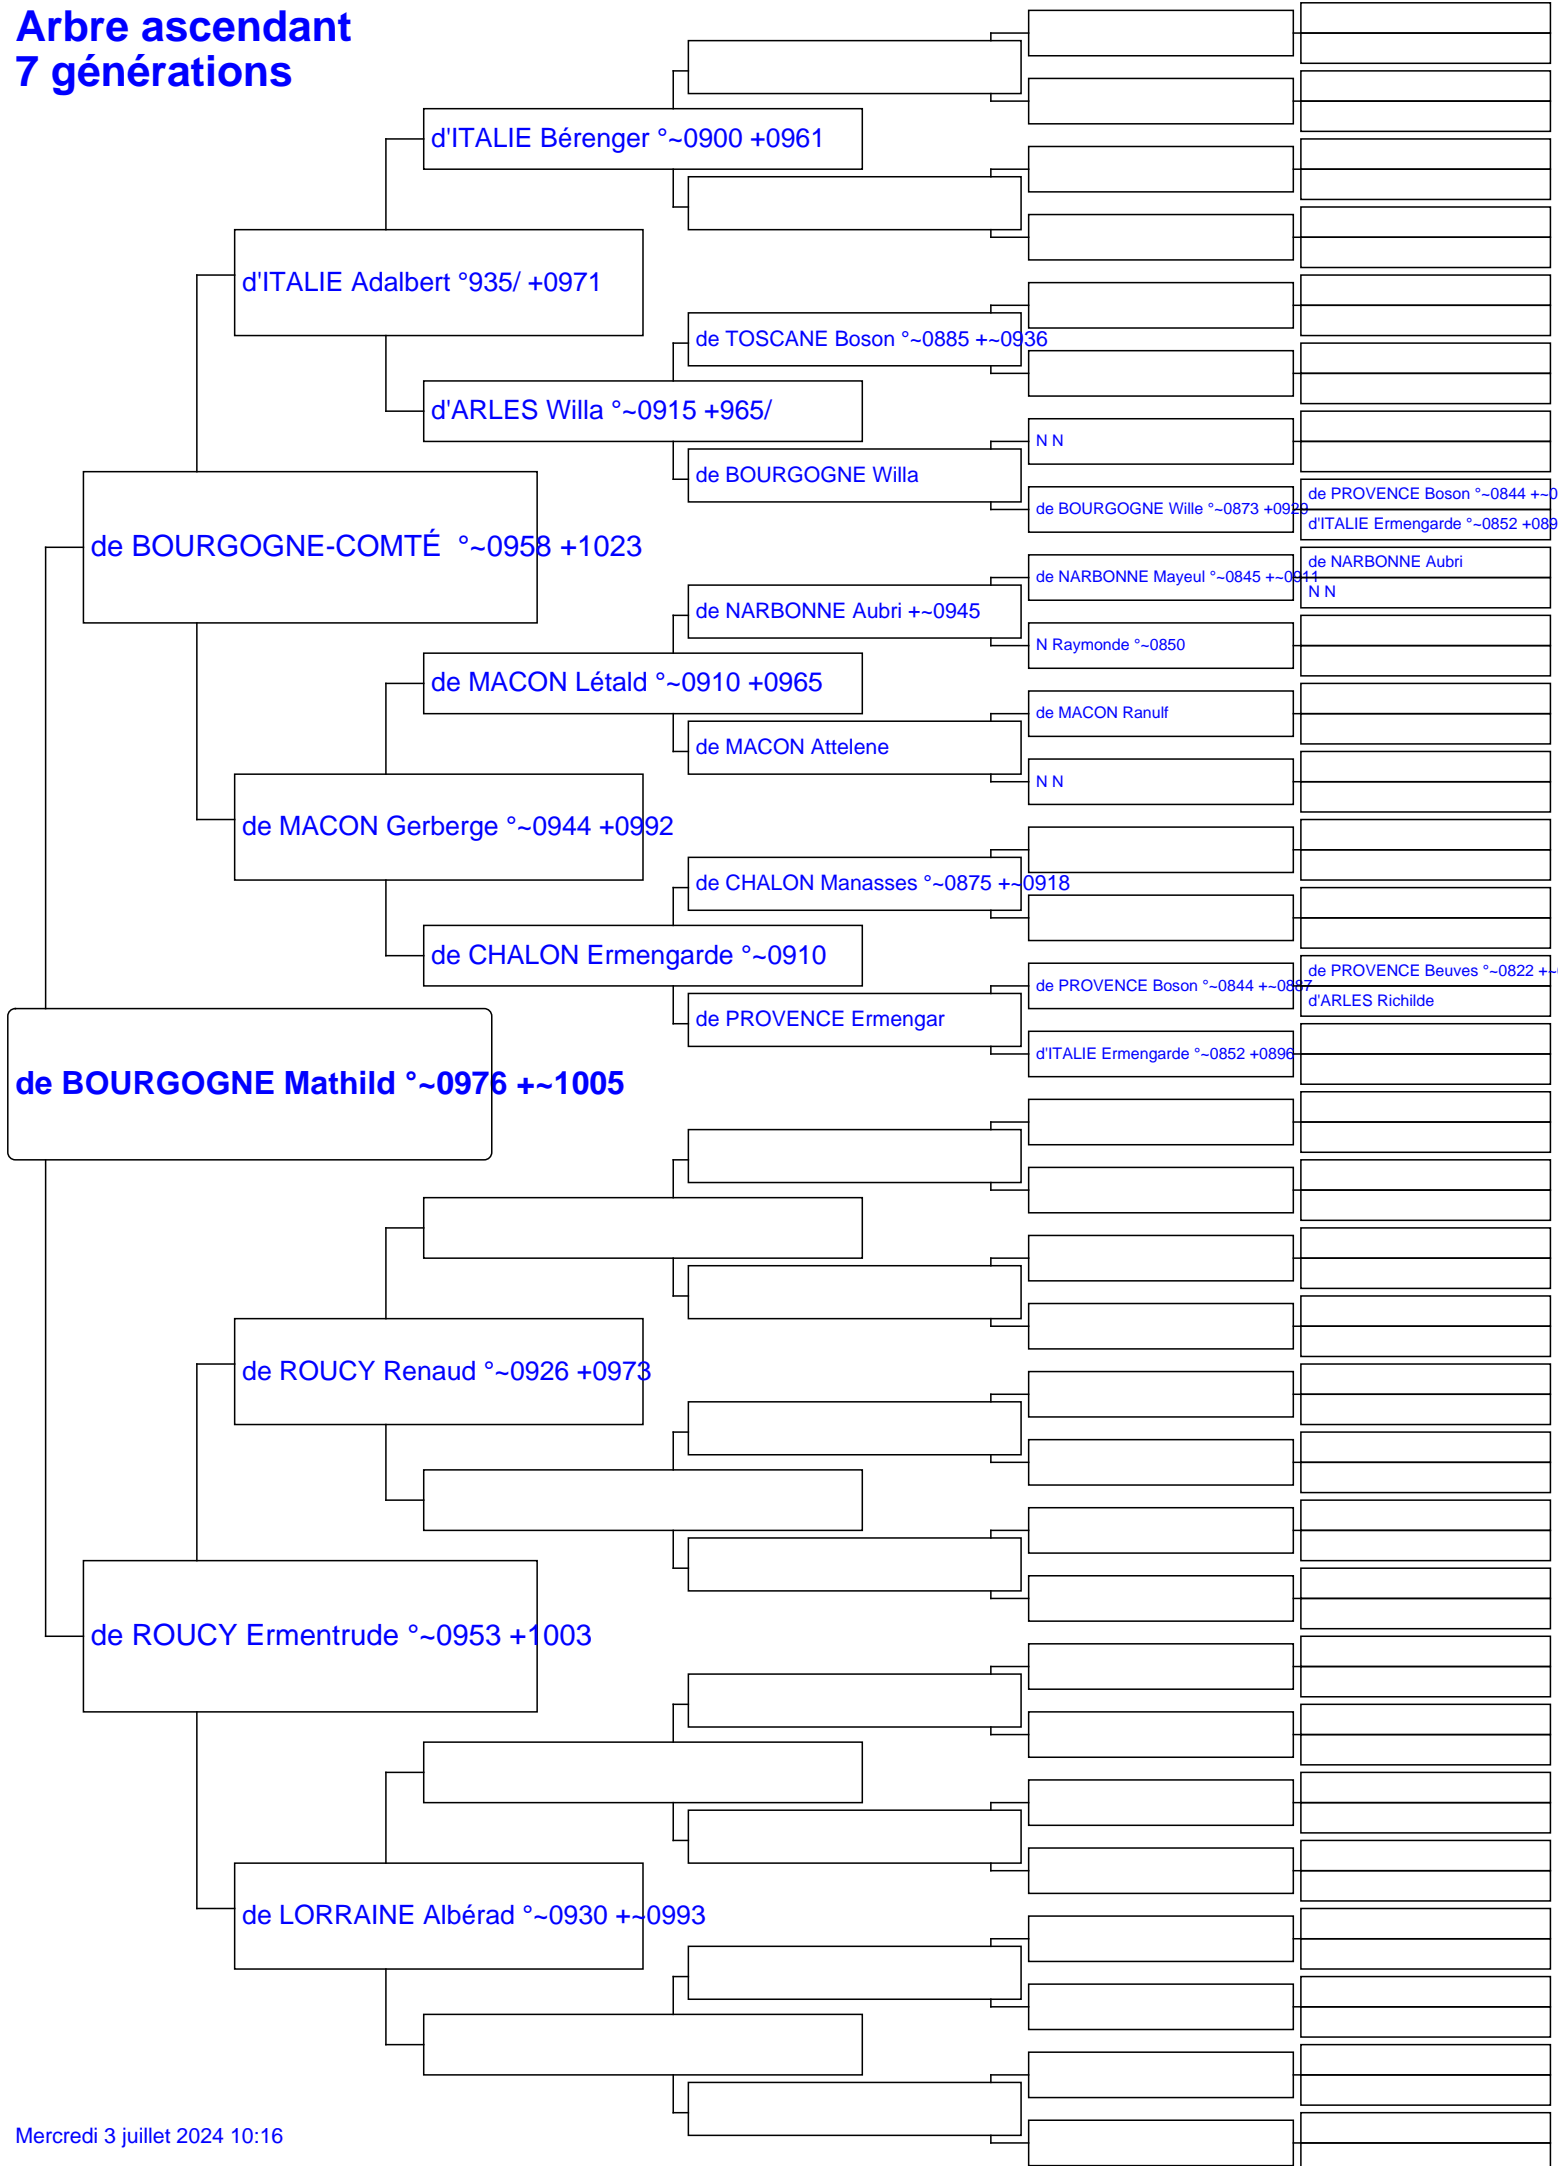 Arbre ascendant
7 générations
d'ITALIE Bérenger °~0900 +0961
d'ITALIE Adalbert °935/ +0971
de TOSCANE Boson °~0885 +~0936
d'ARLES Willa °~0915 +965/
N N
de BOURGOGNE Willa
de PROVENCE Boson °~0844 +~0
de BOURGOGNE Wille °~0873 +0929
d'ITALIE Ermengarde °~0852 +089
de BOURGOGNE-COMTÉ °~0958 +1023
de NARBONNE Aubri
de NARBONNE Mayeul °~0845 +~0911
N N
de NARBONNE Aubri +~0945
N Raymonde °~0850
de MACON Létald °~0910 +0965
de MACON Ranulf
de MACON Attelene
N N
de MACON Gerberge °~0944 +0992
de CHALON Manasses °~0875 +~0918
de CHALON Ermengarde °~0910
de PROVENCE Beuves °~0822 +~
de PROVENCE Boson °~0844 +~0887
d'ARLES Richilde
de PROVENCE Ermengar
d'ITALIE Ermengarde °~0852 +0896
de BOURGOGNE Mathild °~0976 +~1005
de ROUCY Renaud °~0926 +0973
de ROUCY Ermentrude °~0953 +1003
de LORRAINE Albérad °~0930 +~0993
Mercredi 3 juillet 2024 10:16